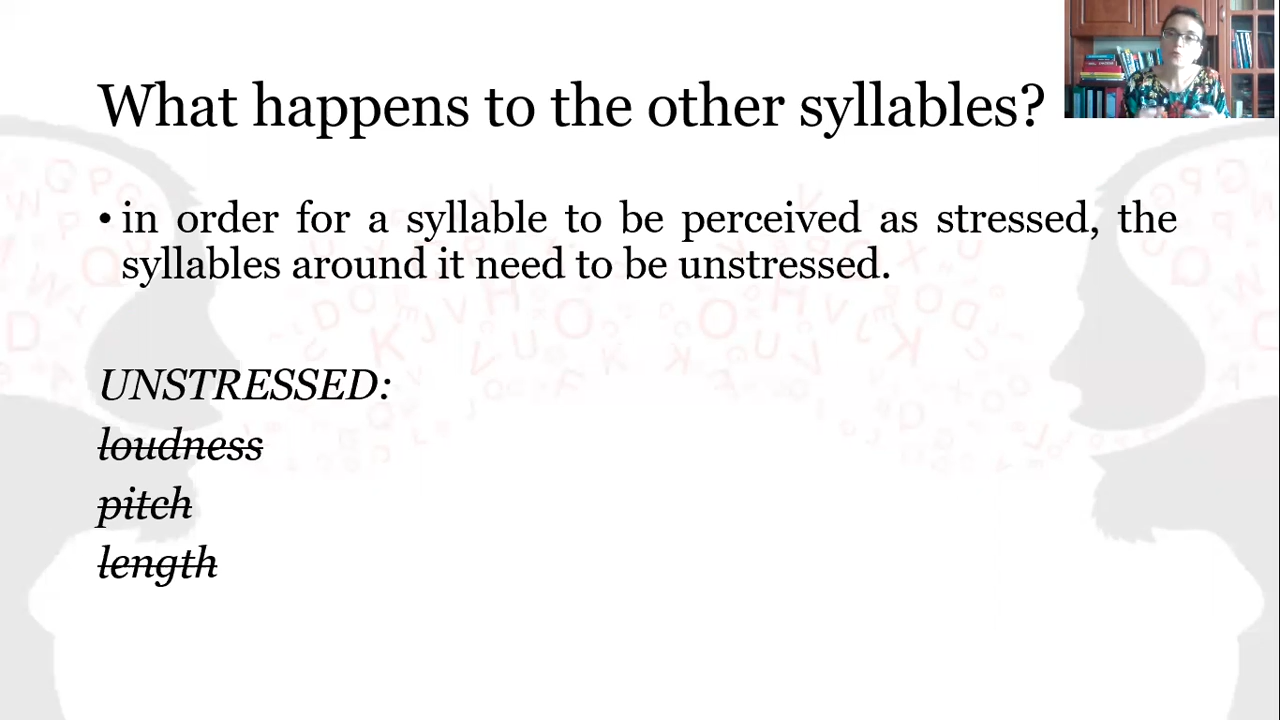 What happens to the other syllables?
• in order for a syllable to be perceived as stressed, the
syllables around it need to be unstressed.
UNSTRESSED:
loudness
pitch
length